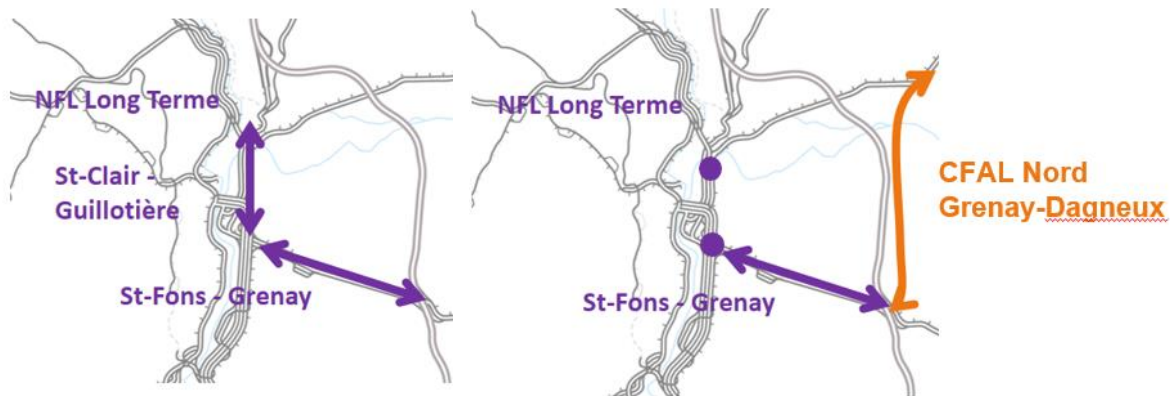 NFL Long Terme
St-Clair -
Guillotière
St-Fons - Grenay
NFL Long Terme
St-Fons - Grenay
CFAL Nord
Grenay-Dagneux